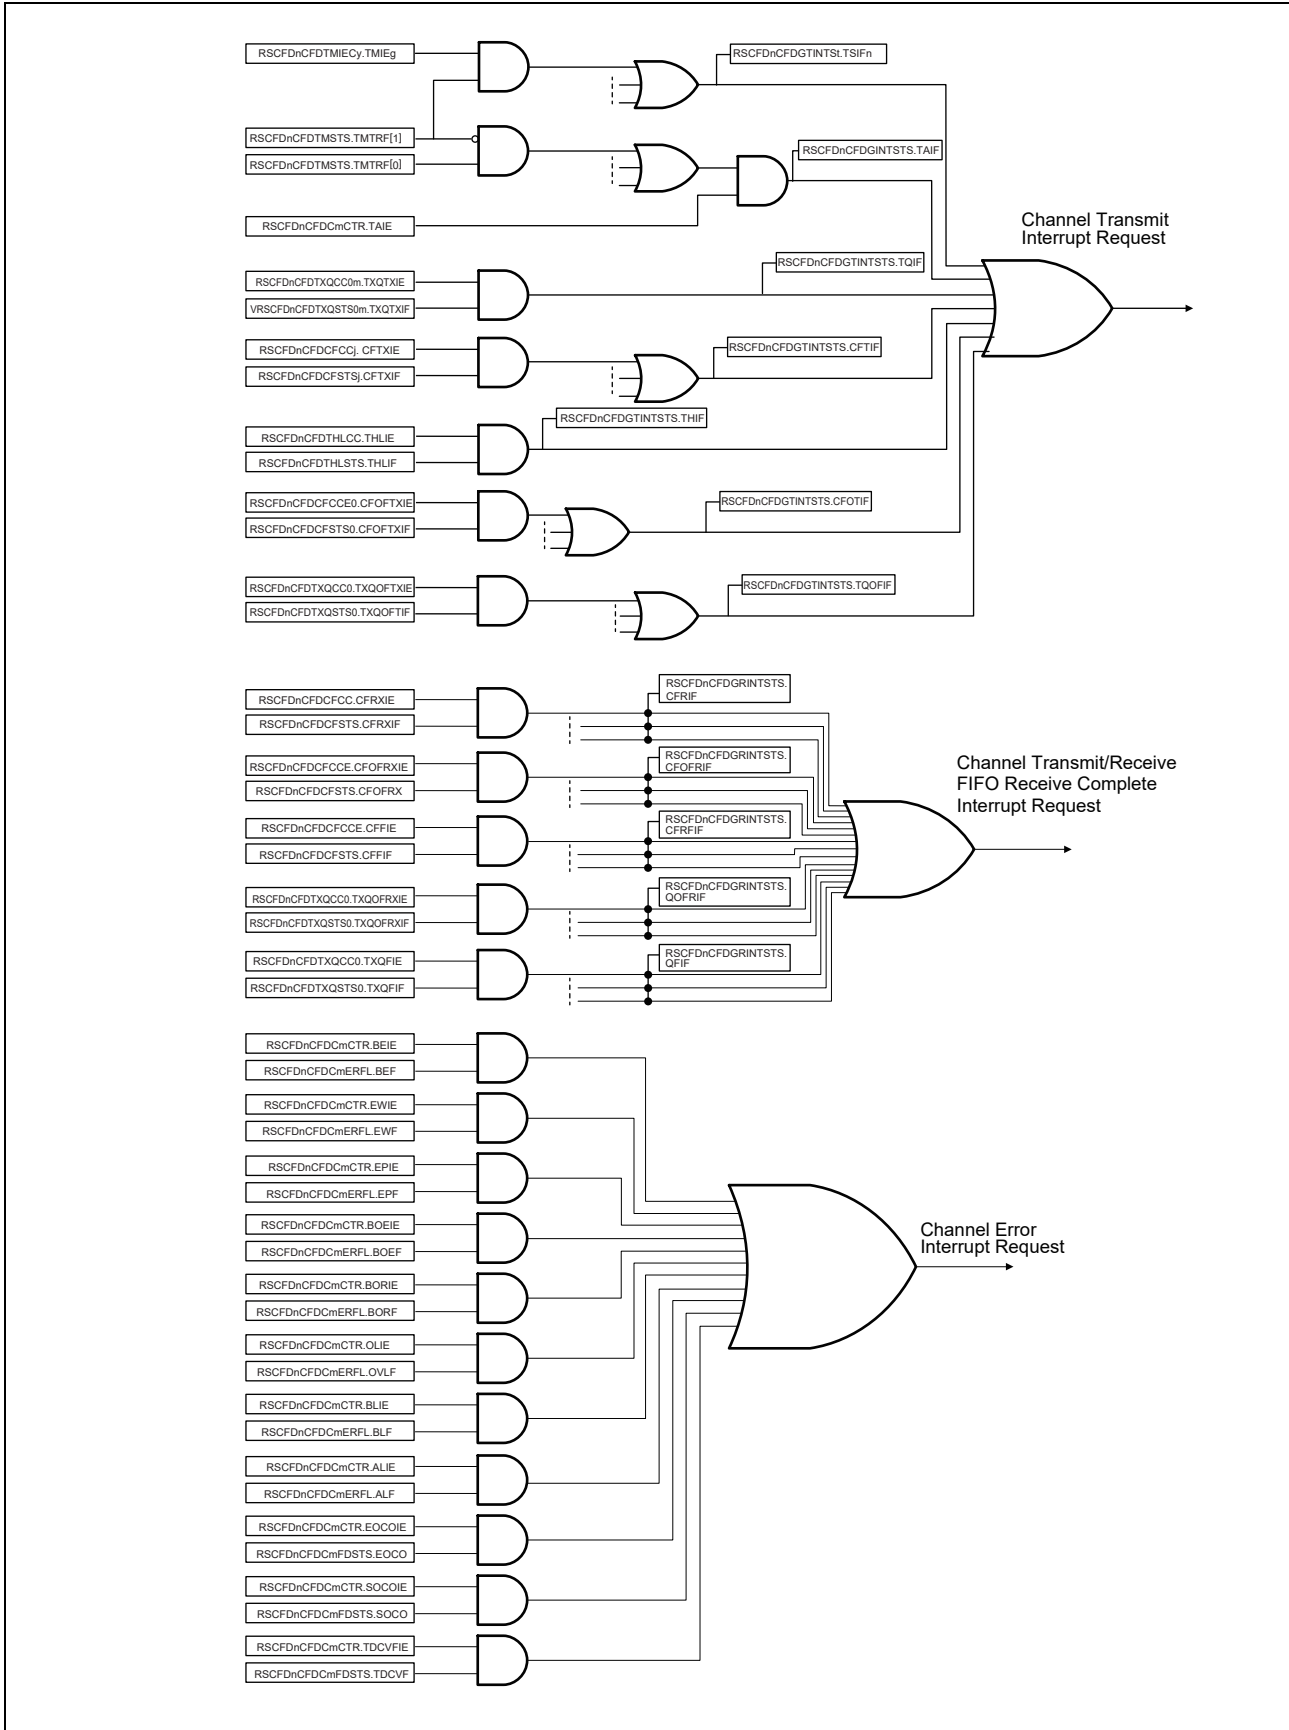 RSCFDnCFDTMIECy.TMIEg
RSCFDnCFDGTINTSt.TSIFn
RSCFDnCFDTMSTS.TMTRF[1]
RSCFDnCFDTMSTS.TMTRF[0]
RSCFDnCFDGINTSTS.TAIF
RSCFDnCFDCmCTR.TAIE
Channel Transmit
Interrupt Request
RSCFDnCFDTXQCC0m.TXQTXIE
VRSCFDnCFDTXQSTS0m.TXQTXIF
RSCFDnCFDGTINTSTS.TQIF
RSCFDnCFDCFCCj. CFTXIE
RSCFDnCFDCFSTSj.CFTXIF
RSCFDnCFDGTINTSTS.CFTIF
RSCFDnCFDGTINTSTS.THIF
RSCFDnCFDTHLCC.THLIE
RSCFDnCFDTHLSTS.THLIF
RSCFDnCFDCFCCE0.CFOFTXIE
RSCFDnCFDCFSTS0.CFOFTXIF
RSCFDnCFDGTINTSTS.CFOTIF
RSCFDnCFDTXQCC0.TXQOFTXIE
RSCFDnCFDTXQSTS0.TXQOFTIF
RSCFDnCFDGTINTSTS.TQOFIF
RSCFDnCFDCFCC.CFRXIE
RSCFDnCFDCFSTS.CFRXIF
RSCFDnCFDGRINTSTS.
CFRIF
RSCFDnCFDCFCCE.CFOFRXIE
RSCFDnCFDCFSTS.CFOFRX
RSCFDnCFDGRINTSTS.
CFOFRIF
Channel Transmit/Receive
FIFO Receive Complete
Interrupt Request
RSCFDnCFDCFCCE.CFFIE
RSCFDnCFDCFSTS.CFFIF
RSCFDnCFDGRINTSTS.
CFRFIF
RSCFDnCFDTXQCC0.TXQOFRXIE
RSCFDnCFDTXQSTS0.TXQOFRXIF
RSCFDnCFDGRINTSTS.
QOFRIF
RSCFDnCFDTXQCC0.TXQFIE
RSCFDnCFDTXQSTS0.TXQFIF
RSCFDnCFDGRINTSTS.
QFIF
RSCFDnCFDCmCTR.BEIE
RSCFDnCFDCmERFL.BEF
RSCFDnCFDCmCTR.EWIE
RSCFDnCFDCmERFL.EWF
RSCFDnCFDCmCTR.EPIE
RSCFDnCFDCmERFL.EPF
RSCFDnCFDCmCTR.BOEIE
RSCFDnCFDCmERFL.BOEF
Channel Error
Interrupt Request
RSCFDnCFDCmCTR.BORIE
RSCFDnCFDCmERFL.BORF
RSCFDnCFDCmCTR.OLIE
RSCFDnCFDCmERFL.OVLF
RSCFDnCFDCmCTR.BLIE
RSCFDnCFDCmERFL.BLF
RSCFDnCFDCmCTR.ALIE
RSCFDnCFDCmERFL.ALF
RSCFDnCFDCmCTR.EOCOIE
RSCFDnCFDCmFDSTS.EOCO
RSCFDnCFDCmCTR.SOCOIE
RSCFDnCFDCmFDSTS.SOCO
RSCFDnCFDCmCTR.TDCVFIE
RSCFDnCFDCmFDSTS.TDCVF